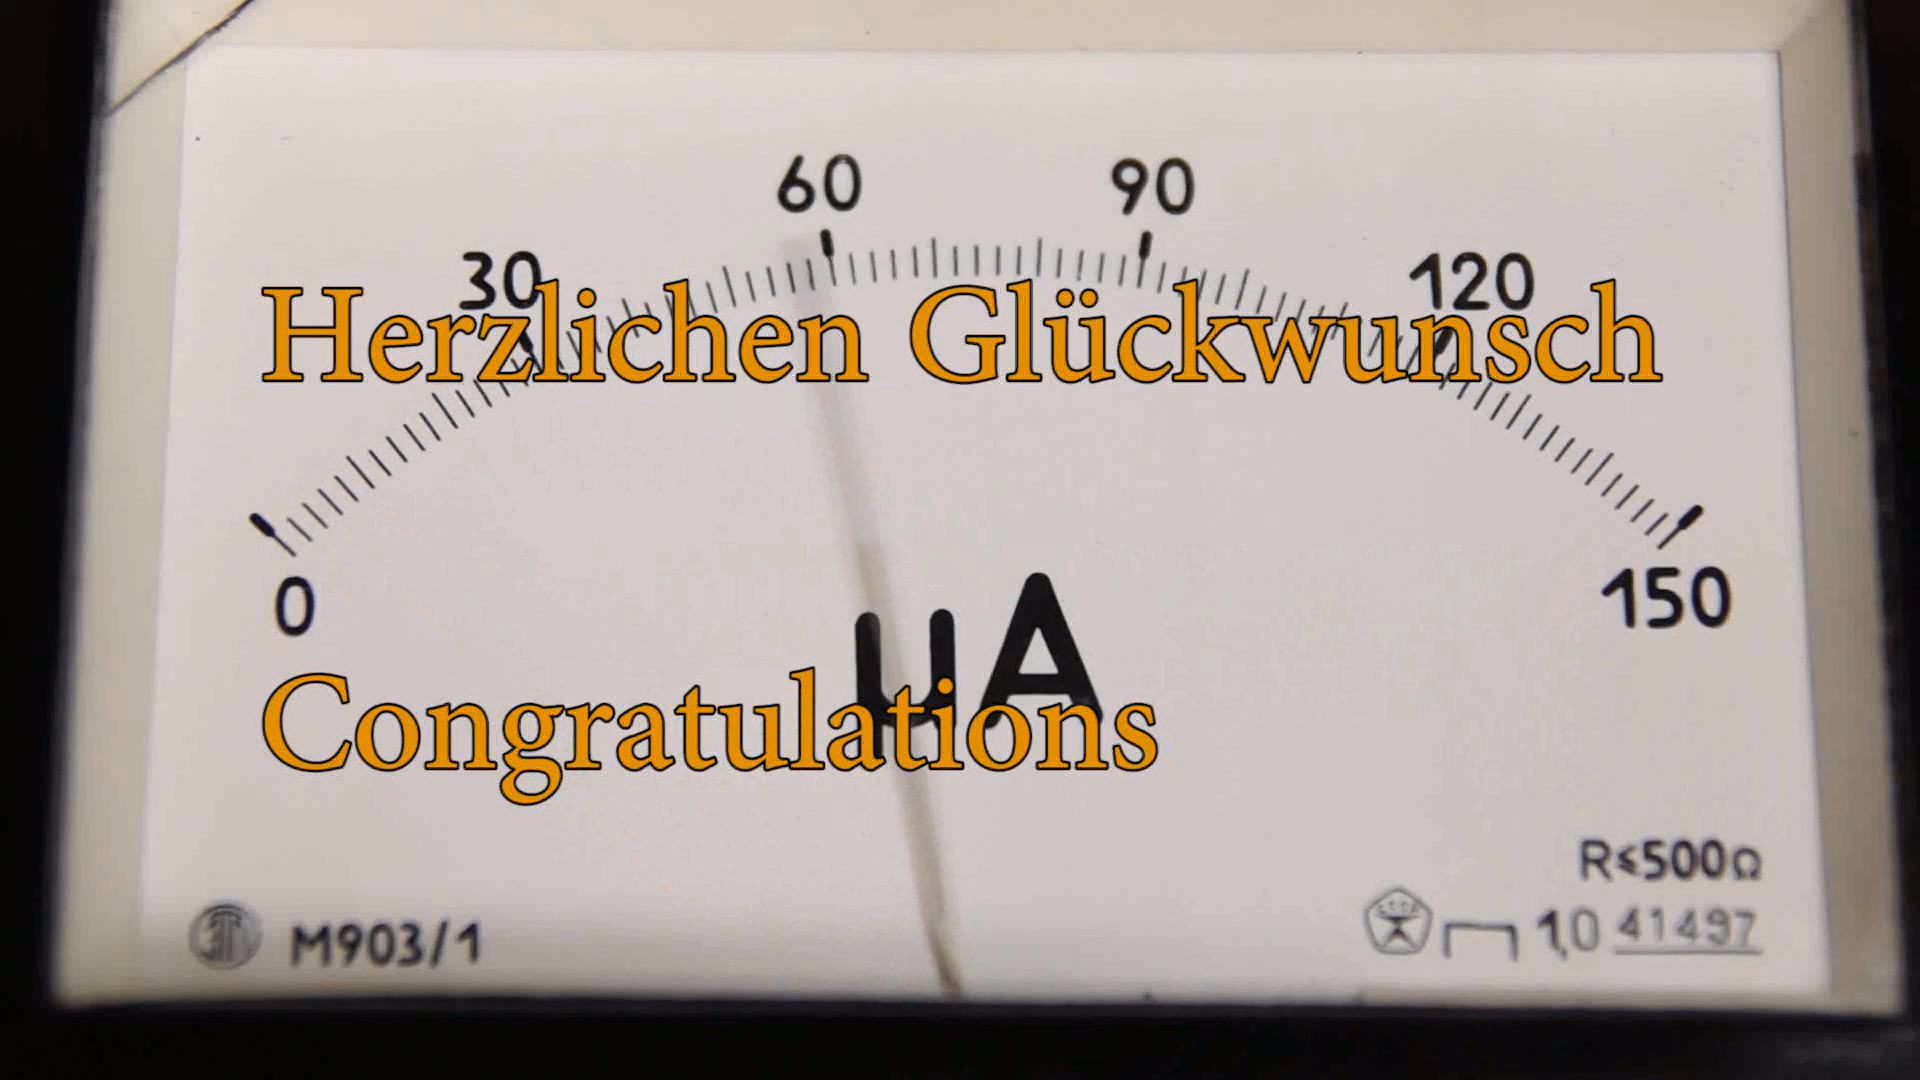 60 90
30 120
Herzlichen Glückwunsch
0 150
µA
Congratulations
R≤500Ω
M903/1 1,0 41497